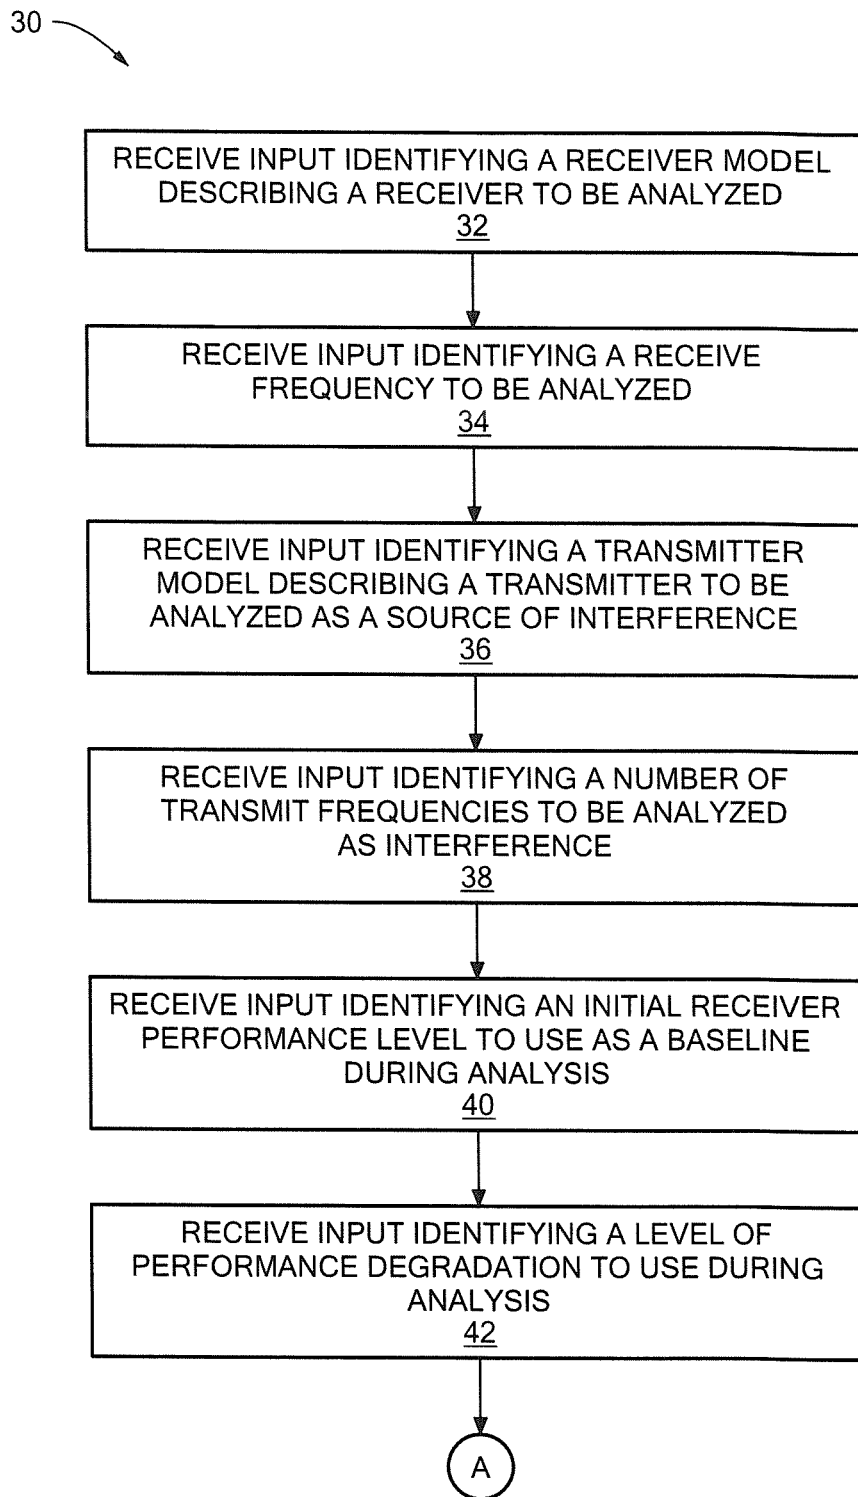 30
RECEIVE INPUT IDENTIFYING A RECEIVER MODEL
DESCRIBING A RECEIVER TO BE ANALYZED
32
RECEIVE INPUT IDENTIFYING A RECEIVE
FREQUENCY TO BE ANALYZED
34
RECEIVE INPUT IDENTIFYING A TRANSMITTER
MODEL DESCRIBING A TRANSMITTER TO BE
ANALYZED AS A SOURCE OF INTERFERENCE
36
RECEIVE INPUT IDENTIFYING A NUMBER OF
TRANSMIT FREQUENCIES TO BE ANALYZED
AS INTERFERENCE
38
RECEIVE INPUT IDENTIFYING AN INITIAL RECEIVER
PERFORMANCE LEVEL TO USE AS A BASELINE
DURING ANALYSIS
40
RECEIVE INPUT IDENTIFYING A LEVEL OF
PERFORMANCE DEGRADATION TO USE DURING
ANALYSIS
42
A